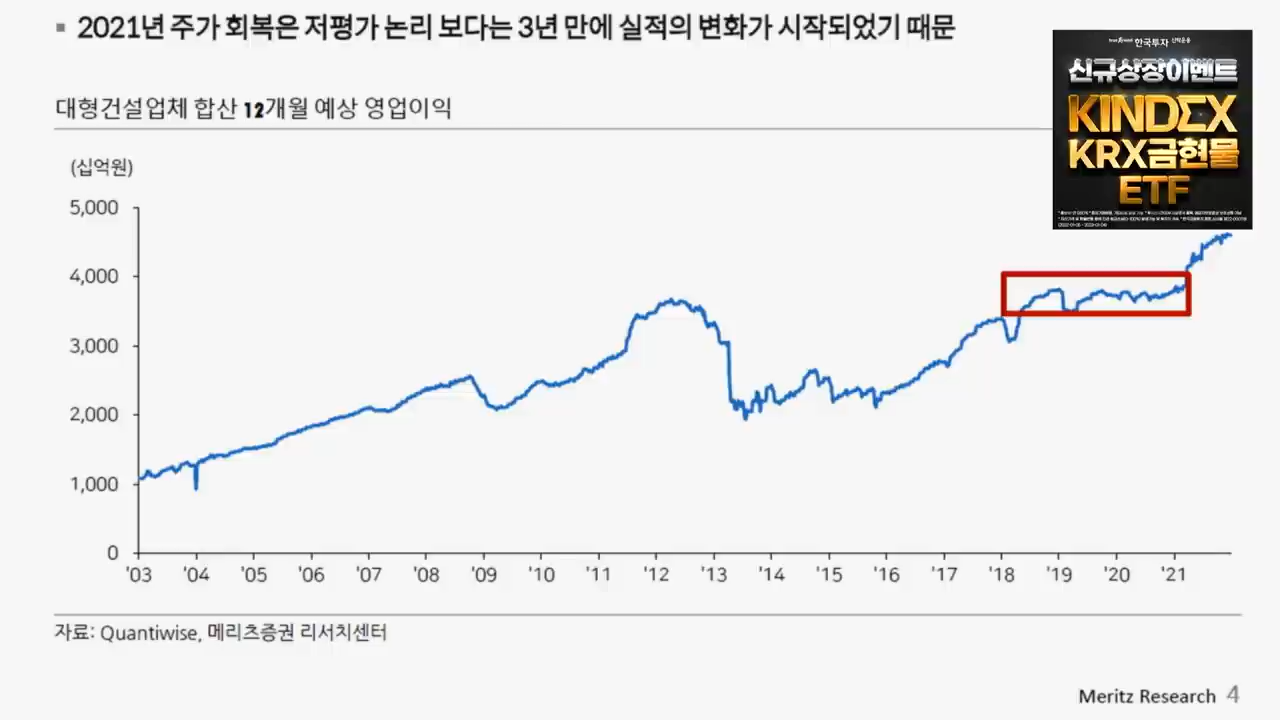 ▪ 2021년 주가 회복은 저평가 논리 보다는 3년 만에 실적의 변화가 시작되었기 때문
한국투자 신탁운용
신규상장이벤트
KINDEX
KRX금현물
ETF
대형건설업체 합산 12개월 예상 영업이익
(십억원)
5,000
4,000
3,000
2,000
1,000
0
'03 '04 '05 '06 '07 '08 '09 '10 '11 '12 '13 '14 '15 '16 '17 '18 '19 '20 '21
자료: Quantiwise, 메리츠증권 리서치센터
Meritz Research 4